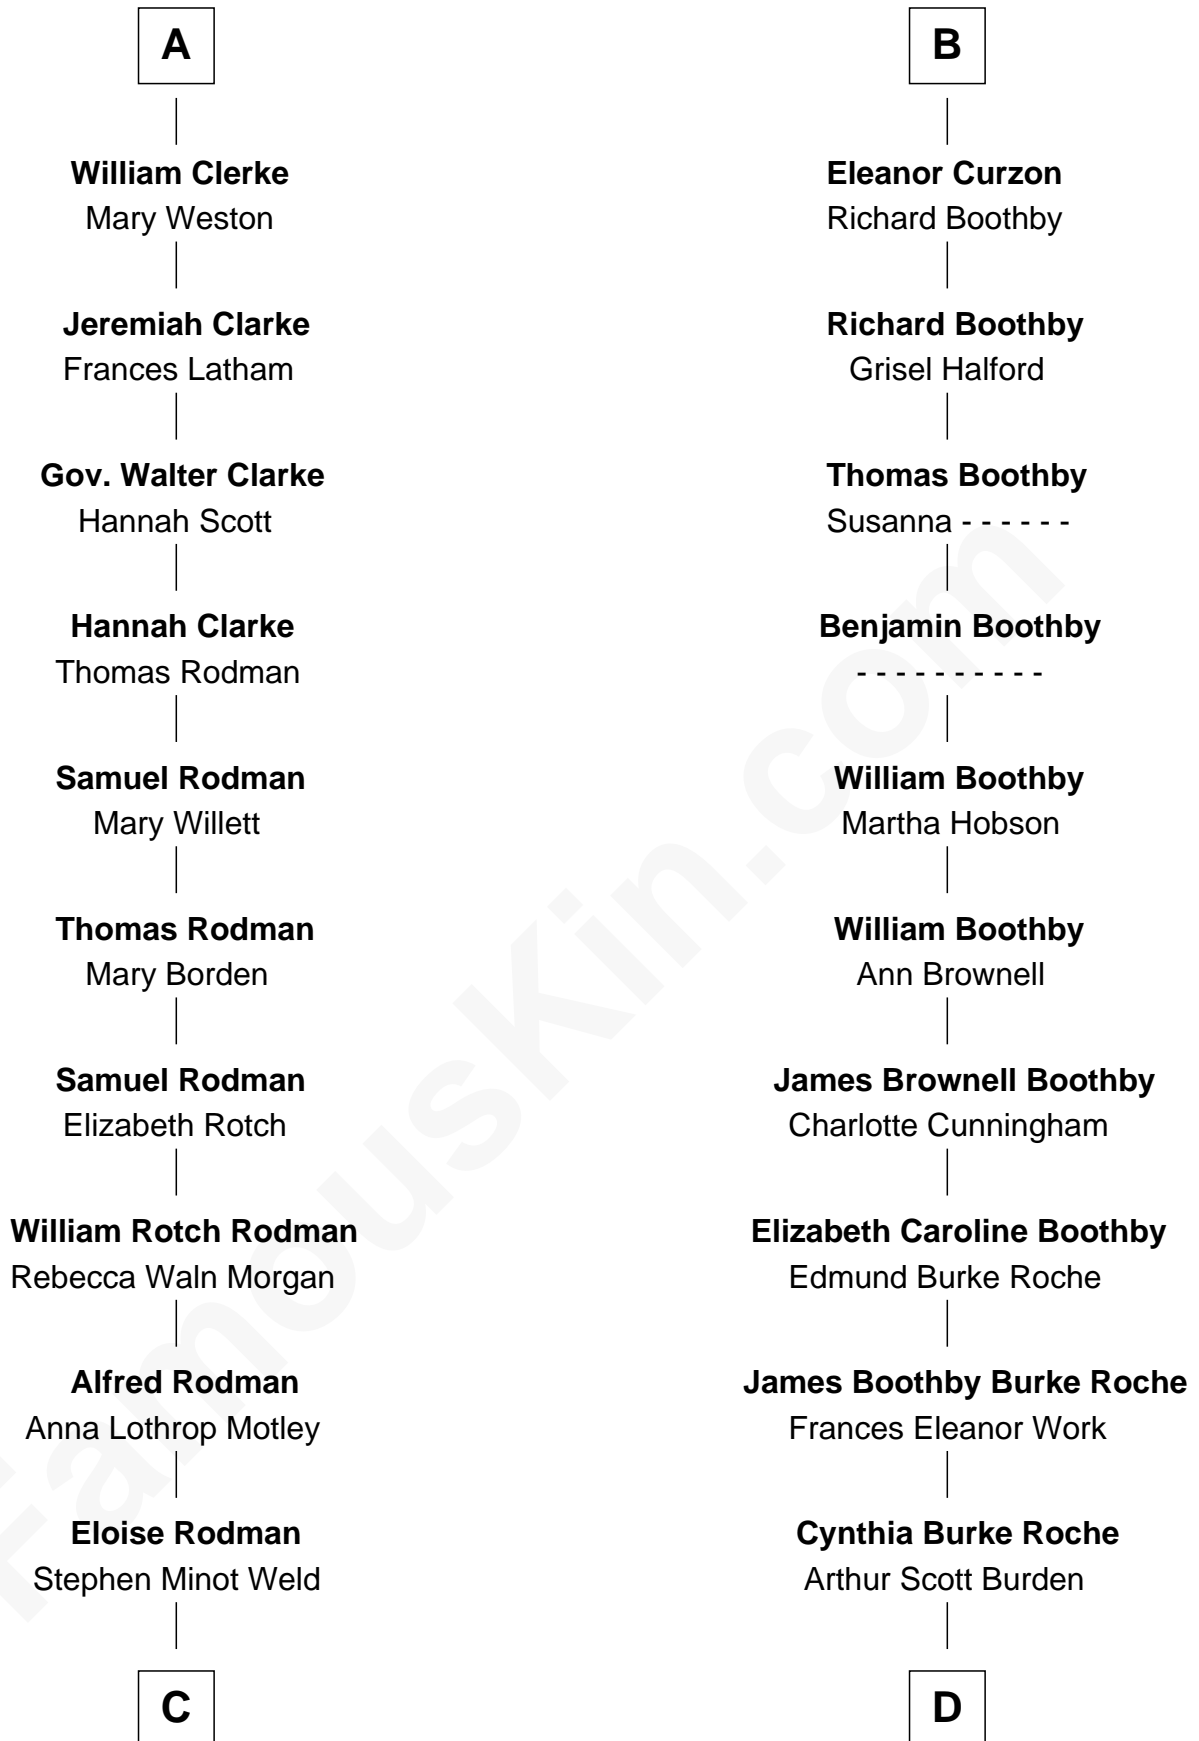 A
William Clerke
Mary Weston
Jeremiah Clarke
Frances Latham
Gov. Walter Clarke
Hannah Scott
Hannah Clarke
Thomas Rodman
Samuel Rodman
Mary Willett
Thomas Rodman
Mary Borden
Samuel Rodman
Elizabeth Rotch
William Rotch Rodman
Rebecca Waln Morgan
Alfred Rodman
Anna Lothrop Motley
Eloise Rodman
Stephen Minot Weld
C
B
Eleanor Curzon
Richard Boothby
Richard Boothby
Grisel Halford
Thomas Boothby
Susanna - - - - - -
Benjamin Boothby
- - - - - - - - - -
William Boothby
Martha Hobson
William Boothby
Ann Brownell
James Brownell Boothby
Charlotte Cunningham
Elizabeth Caroline Boothby
Edmund Burke Roche
James Boothby Burke Roche
Frances Eleanor Work
Cynthia Burke Roche
Arthur Scott Burden
D
FamousKin.com